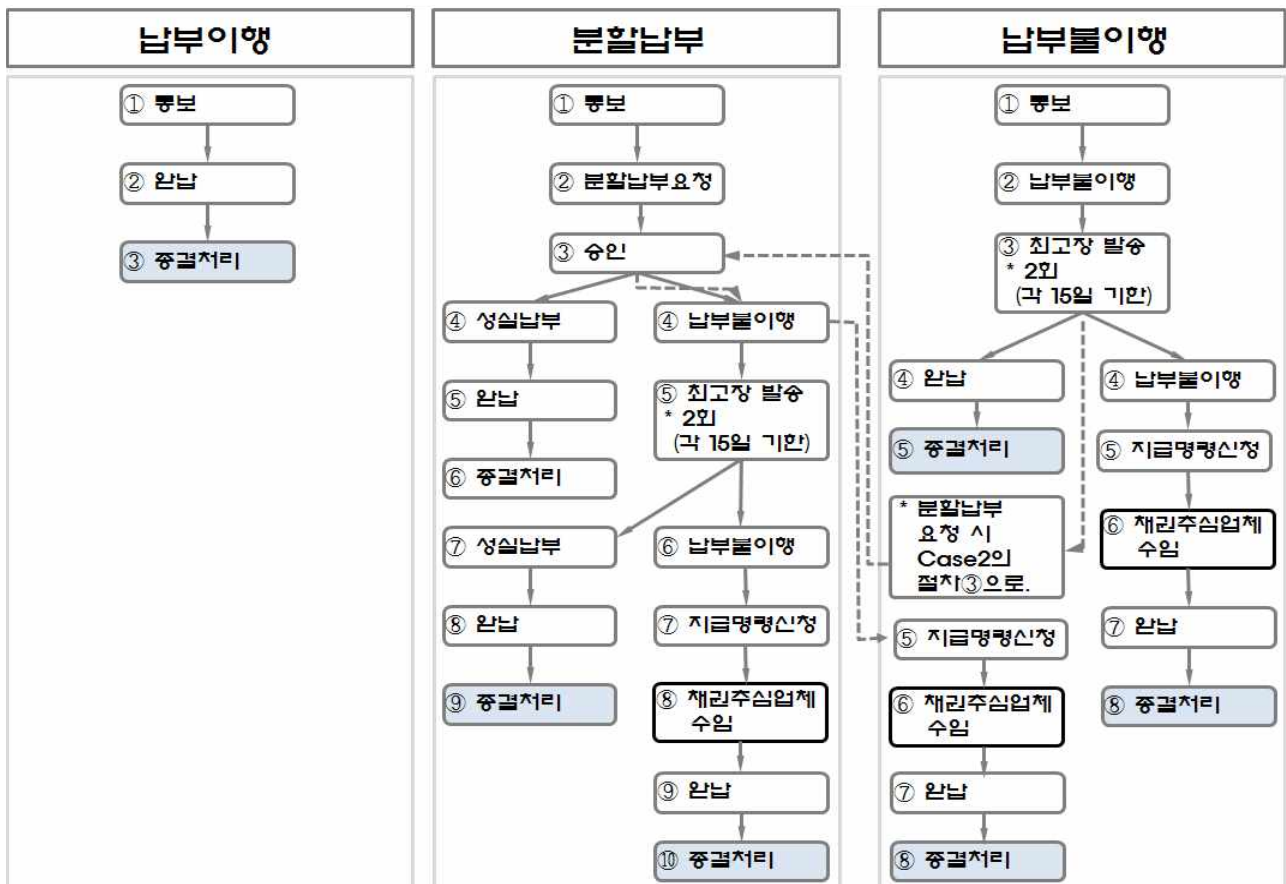 납부이행
① 통보
② 완납
③ 종결처리
분할납부
① 통보
② 분할납부요청
③ 승인
④ 성실납부
⑤ 완납
⑥ 종결처리
④ 납부불이행
⑤ 최고장 발송
* 2회
(각 15일 기한)
⑦ 성실납부
⑧ 완납
⑨ 종결처리
⑥ 납부불이행
⑦ 지급명령신청
⑧ 채권추심업체
수임
⑨ 완납
⑩ 종결처리
납부불이행
① 통보
② 납부불이행
③ 최고장 발송
* 2회
(각 15일 기한)
④ 완납
⑤ 종결처리
* 분할납부
요청 시
Case2의
절차③으로.
⑤ 지급명령신청
⑥ 채권추심업체
수임
⑦ 완납
⑧ 종결처리
④ 납부불이행
⑤ 지급명령신청
⑥ 채권추심업체
수임
⑦ 완납
⑧ 종결처리